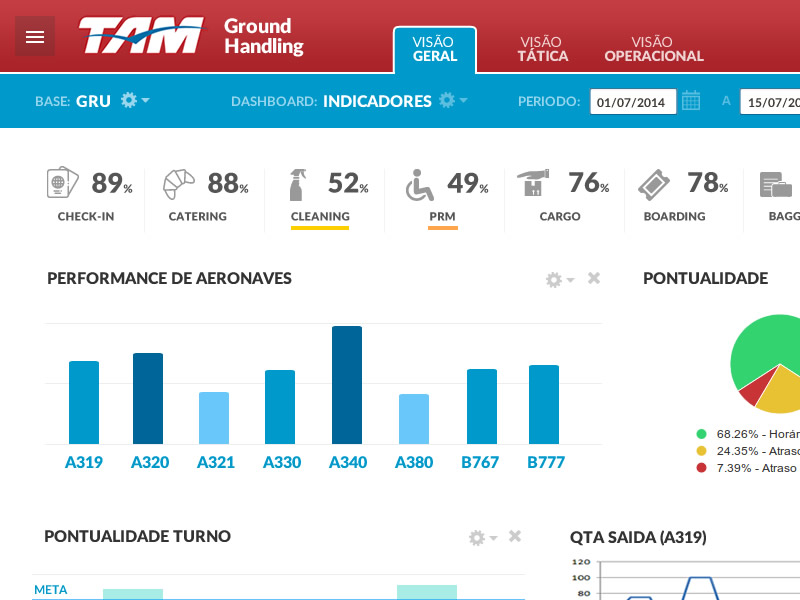 TAM
Ground
Handling
VISÃO
GERAL
VISÃO
TÁTICA
VISÃO
OPERACIONAL
BASE: GRU
DASHBOARD: INDICADORES
PERIODO: 01/07/2014 A 15/07/20
89%
CHECK-IN
88%
CATERING
52%
CLEANING
49%
PRM
76%
CARGO
78%
BOARDING
BAGG
PERFORMANCE DE AERONAVES
A319 A320 A321 A330 A340 A380 B767 B777
PONTUALIDADE
68.26% - Horár
24.35% - Atraso
7.39% - Atraso
PONTUALIDADE TURNO
META
QTA SAIDA (A319)
120
100
80